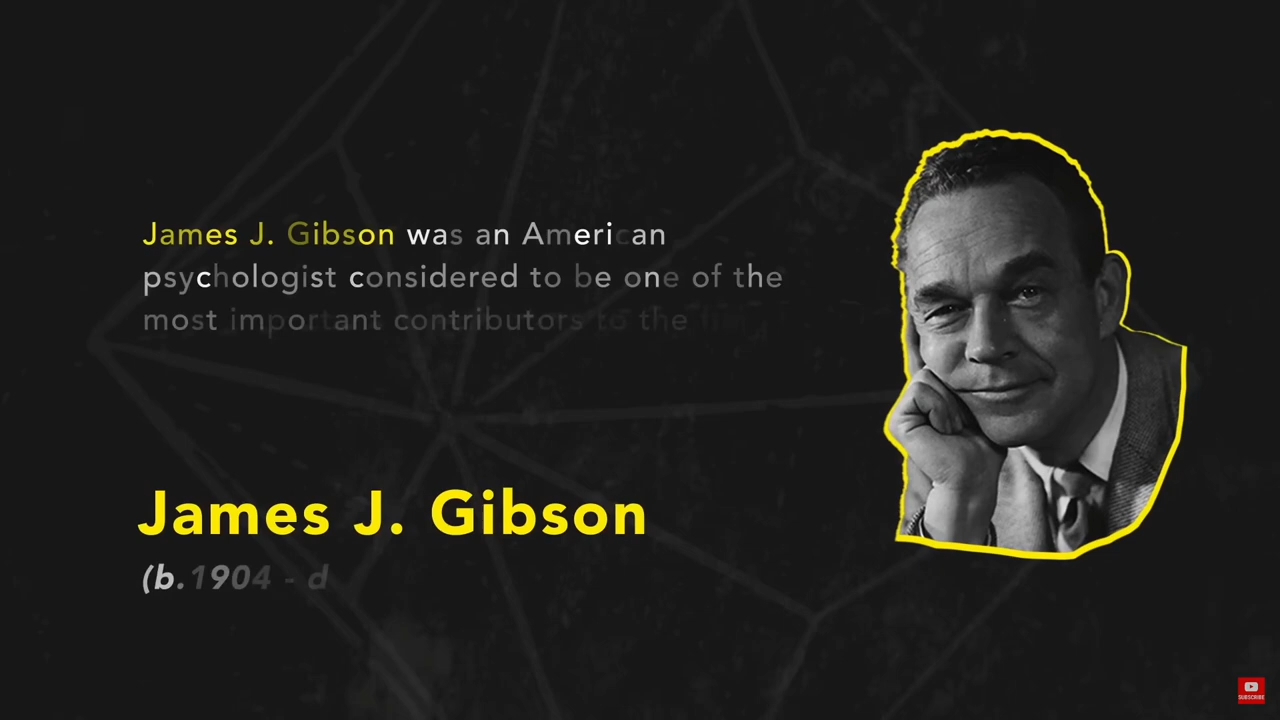 James J. Gibson was an American
psychologist considered to be one of the
most important contributors to the
James J. Gibson
(b.1904 - d
SUBSCRIBE